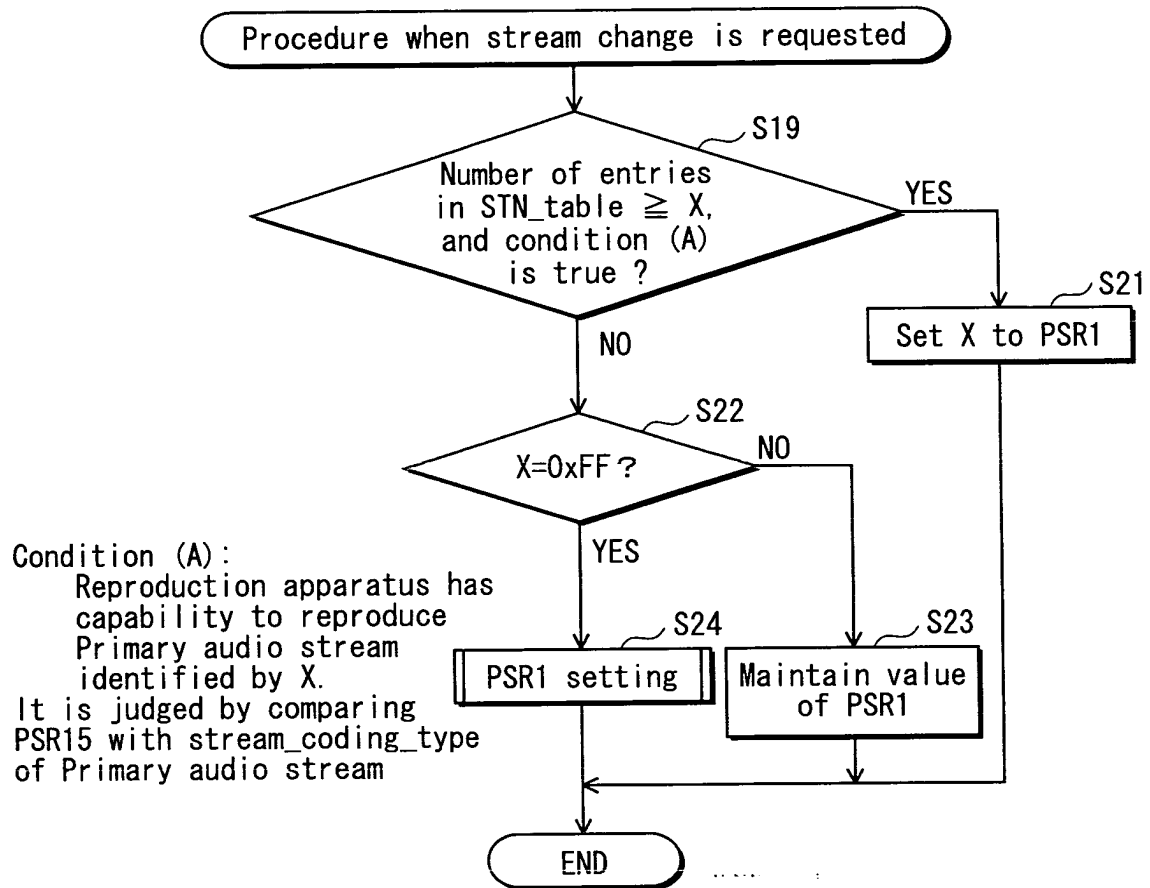 Procedure when stream change is requested
S19
Number of entries
in STN_table ≧ X,
and condition (A)
is true ?
YES
S21
Set X to PSR1
NO
S22
X=0xFF ?
NO
YES
Condition (A):
Reproduction apparatus has
capability to reproduce
Primary audio stream
identified by X.
It is judged by comparing
PSR15 with stream_coding_type
of Primary audio stream
S24
PSR1 setting
S23
Maintain value
of PSR1
END